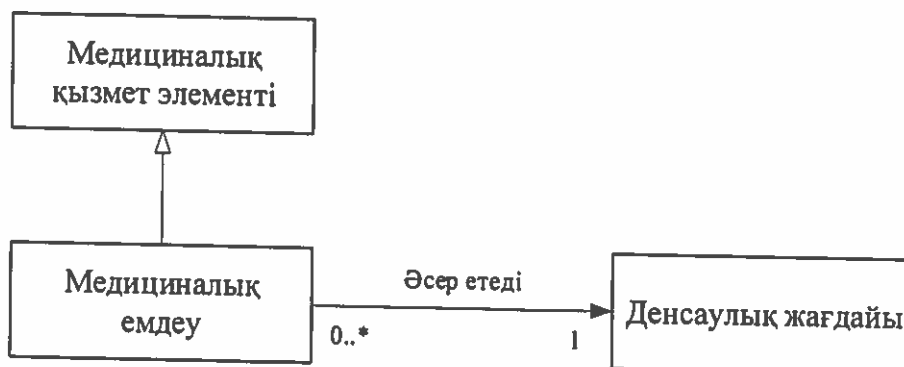 Медициналық
қызмет элементі
Медициналық
емдеу
Әсер етеді
0..*
1
Денсаулық жағдайы